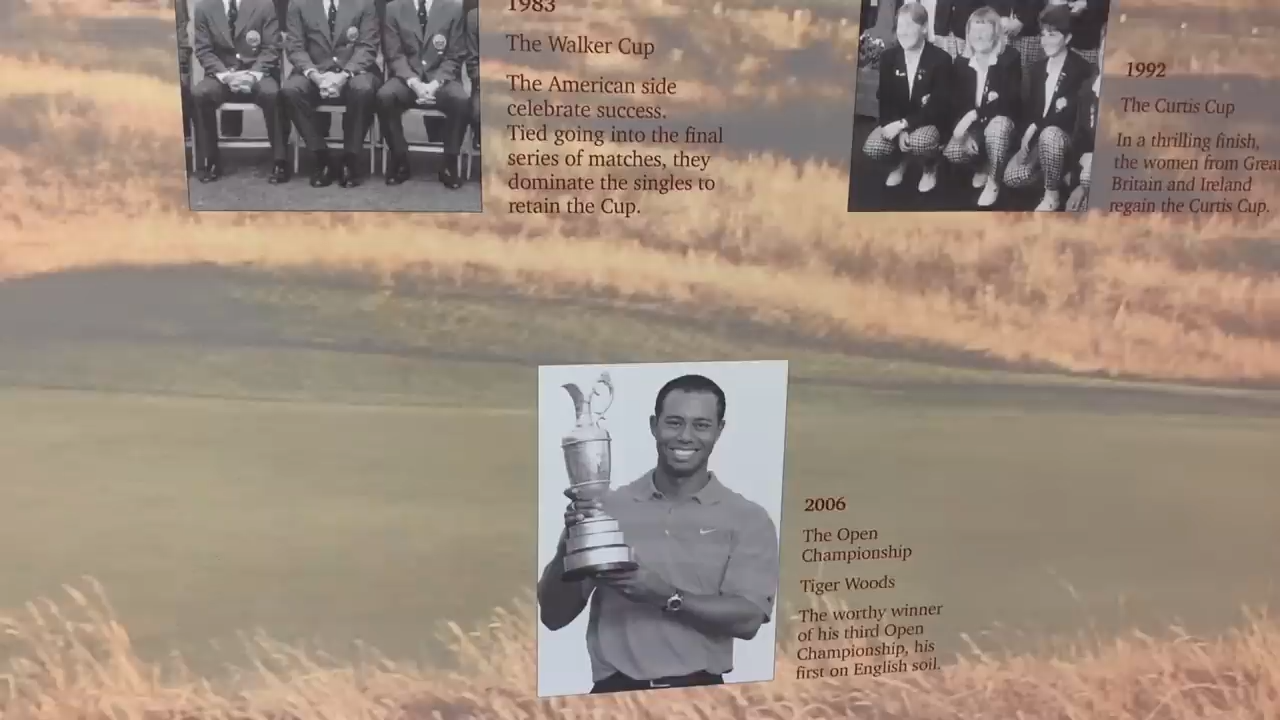 1983
The Walker Cup
The American side
celebrate success.
Tied going into the final
series of matches, they
dominate the singles to
retain the Cup.
1992
The Curtis Cup
In a thrilling finish,
the women from Grea
Britain and Ireland
regain the Curtis Cup.
2006
The Open
Championship
Tiger Woods
The worthy winner
of his third Open
Championship, his
first on English soil.